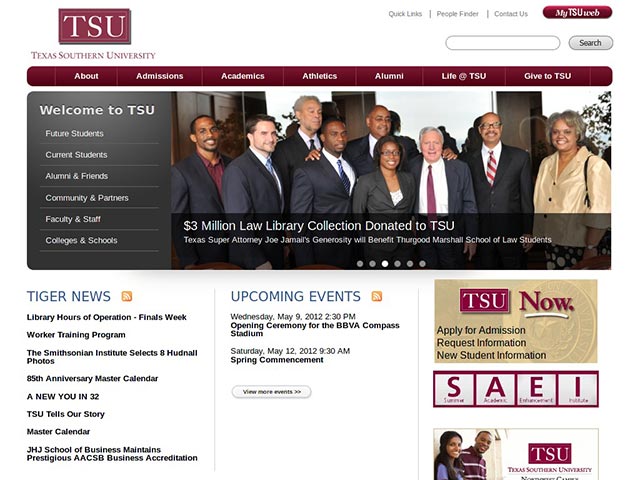 TSU
TEXAS SOUTHERN UNIVERSITY
Quick Links | People Finder | Contact Us
My TSU web
Search
About
Admissions
Academics
Athletics
Alumni
Life @ TSU
Give to TSU
Welcome to TSU
Future Students
Current Students
Alumni & Friends
Community & Partners
Faculty & Staff
Colleges & Schools
$3 Million Law Library Collection Donated to TSU
Texas Super Attorney Joe Jamail's Generosity will Benefit Thurgood Marshall School of Law Students
TIGER NEWS
Library Hours of Operation - Finals Week
Worker Training Program
The Smithsonian Institute Selects 8 Hudnall
Photos
85th Anniversary Master Calendar
A NEW YOU IN 32
TSU Tells Our Story
Master Calendar
JHJ School of Business Maintains
Prestigious AACSB Business Accreditation
UPCOMING EVENTS
Wednesday, May 9, 2012 2:30 PM
Opening Ceremony for the BBVA Compass
Stadium
Saturday, May 12, 2012 9:30 AM
Spring Commencement
View more events >>
TSU Now.
Apply for Admission
Request Information
New Student Information
S A E I
Summer Academic Enhancement Institute
TSU
TEXAS SOUTHERN UNIVERSITY
NORTHWEST CAMPUS